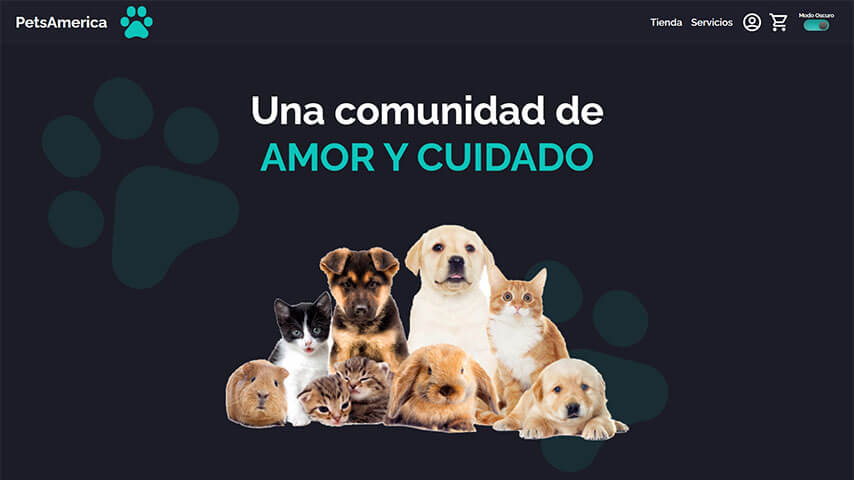 PetsAmerica
Tienda Servicios
Modo Oscuro
Una comunidad de
AMOR Y CUIDADO